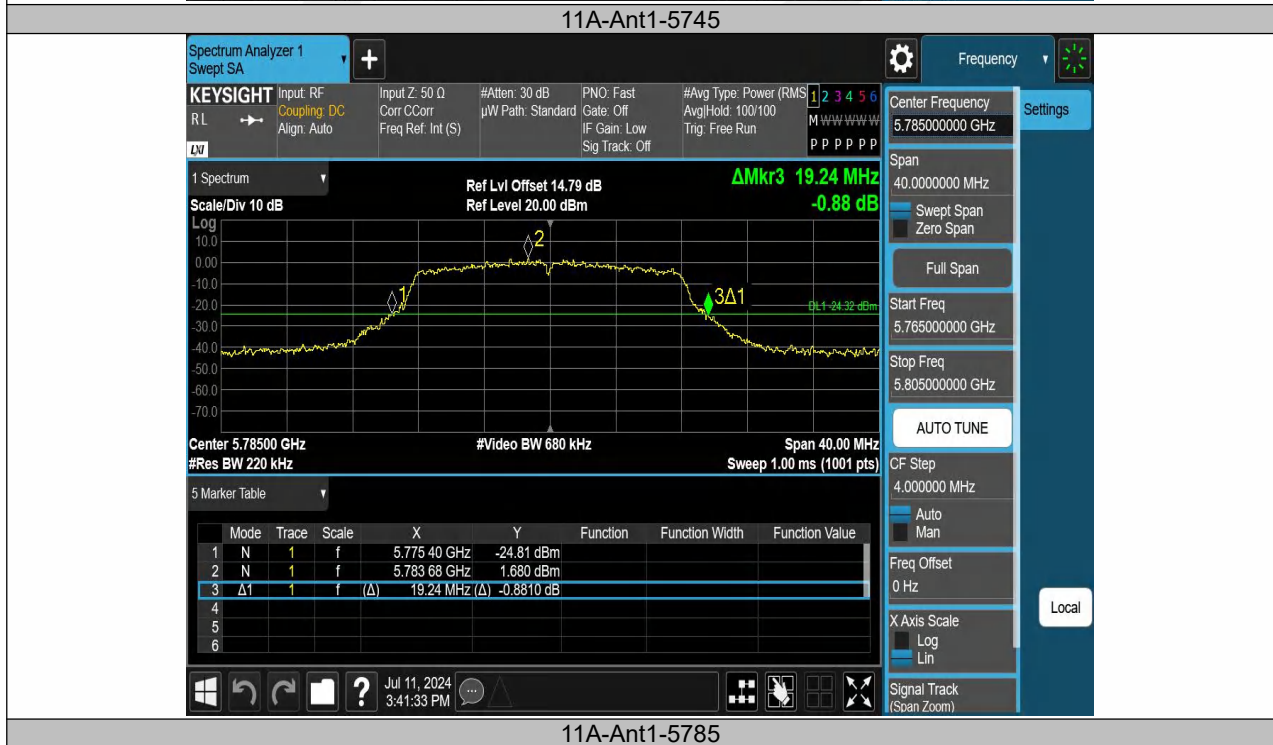 11A-Ant1-5745
Spectrum Analyzer 1
Swept SA
+
Frequency
KEYSIGHT
RL
LXI
Input: RF
Coupling: DC
Align: Auto
Input Z: 50 Ω
Corr CCorr
Freq Ref: Int (S)
#Atten: 30 dB
µW Path: Standard
PNO: Fast
Gate: Off
IF Gain: Low
Sig Track: Off
#Avg Type: Power (RMS
Avg|Hold: 100/100
Trig: Free Run
1 2 3 4 5 6
M W W W W W
P P P P P P
1 Spectrum
Scale/Div 10 dB
Ref Lvl Offset 14.79 dB
Ref Level 20.00 dBm
ΔMkr3 19.24 MHz
-0.88 dB
Log
10.0
0.00
-10.0
-20.0
-30.0
-40.0
-50.0
-60.0
-70.0
1
2
3Δ1
DL1 -24.32 dBm
Center 5.78500 GHz
#Res BW 220 kHz
#Video BW 680 kHz
Span 40.00 MHz
Sweep 1.00 ms (1001 pts)
5 Marker Table
Mode Trace Scale X Y Function Function Width Function Value
1 N 1 f 5.775 40 GHz -24.81 dBm
2 N 1 f 5.783 68 GHz 1.680 dBm
3 Δ1 1 f (Δ) 19.24 MHz (Δ) -0.8810 dB
4
5
6
?
Jul 11, 2024
3:41:33 PM
Center Frequency
5.785000000 GHz
Settings
Span
40.0000000 MHz
Swept Span
Zero Span
Full Span
Start Freq
5.765000000 GHz
Stop Freq
5.805000000 GHz
AUTO TUNE
CF Step
4.000000 MHz
Auto
Man
Freq Offset
0 Hz
Local
X Axis Scale
Log
Lin
Signal Track
(Span Zoom)
11A-Ant1-5785